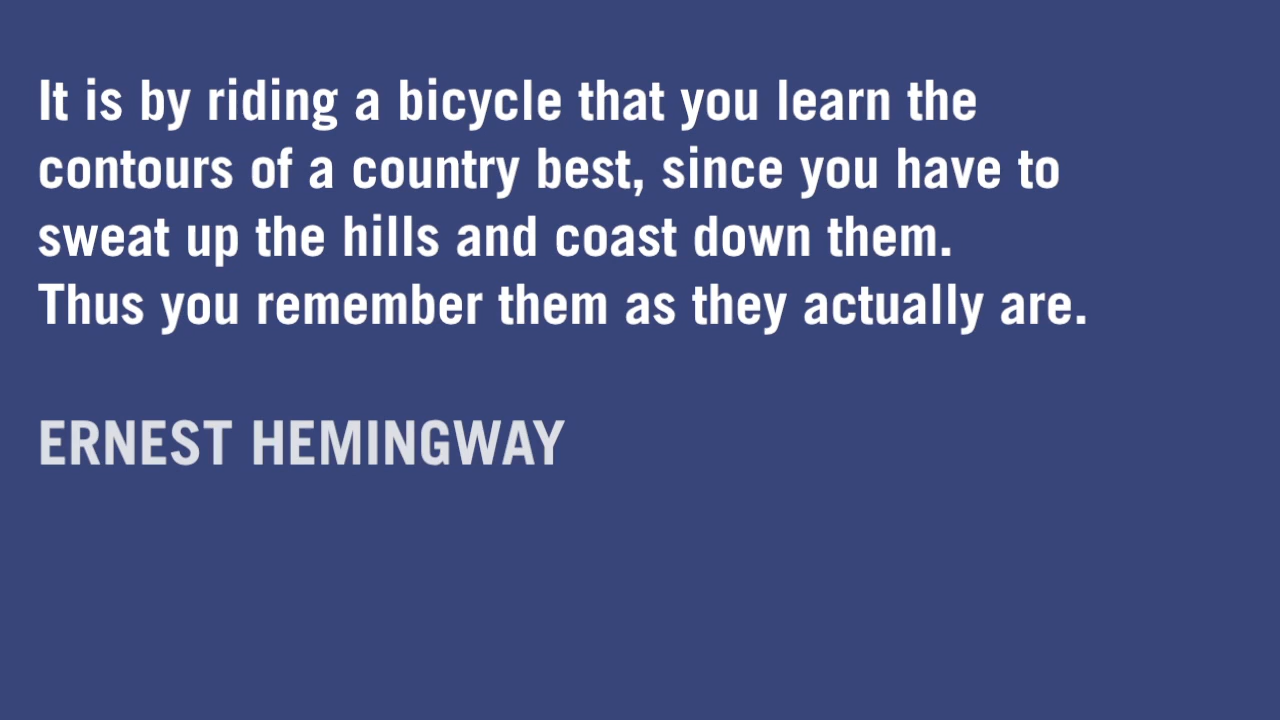 It is by riding a bicycle that you learn the
contours of a country best, since you have to
sweat up the hills and coast down them.
Thus you remember them as they actually are.
ERNEST HEMINGWAY